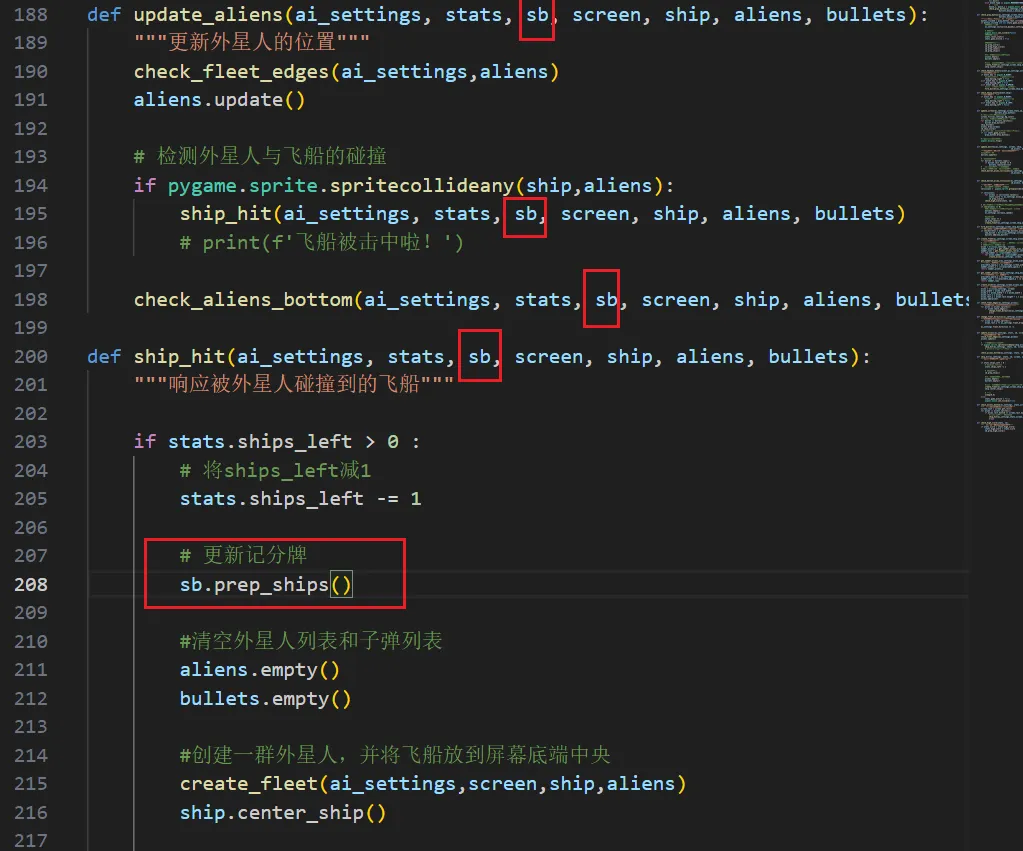 188 def update_aliens(ai_settings, stats, sb, screen, ship, aliens, bullets):
189 """更新外星人的位置"""
190 check_fleet_edges(ai_settings,aliens)
191 aliens.update()
192
193 # 检测外星人与飞船的碰撞
194 if pygame.sprite.spritecollideany(ship,aliens):
195 ship_hit(ai_settings, stats, sb, screen, ship, aliens, bullets)
196 # print(f'飞船被击中啦！')
197
198 check_aliens_bottom(ai_settings, stats, sb, screen, ship, aliens, bullets
199
200 def ship_hit(ai_settings, stats, sb, screen, ship, aliens, bullets):
201 """响应被外星人碰撞到的飞船"""
202
203 if stats.ships_left > 0 :
204 # 将ships_left减1
205 stats.ships_left -= 1
206
207 # 更新记分牌
208 sb.prep_ships()
209
210 #清空外星人列表和子弹列表
211 aliens.empty()
212 bullets.empty()
213
214 #创建一群外星人，并将飞船放到屏幕底端中央
215 create_fleet(ai_settings,screen,ship,aliens)
216 ship.center_ship()
217